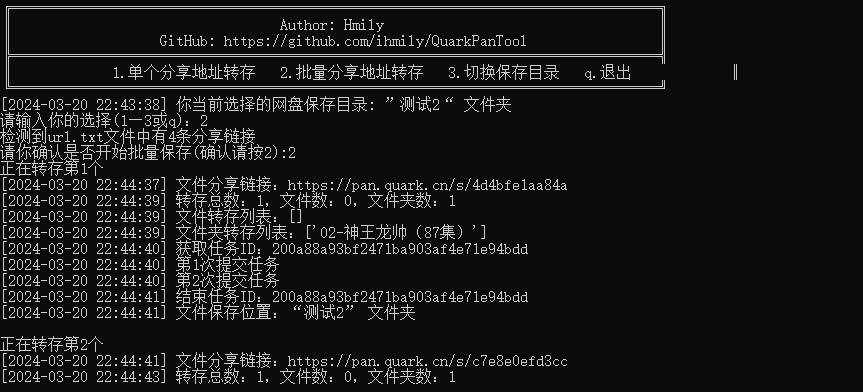 Author: Hmily
GitHub: https://github.com/ihmily/QuarkPanTool
1.单个分享地址转存 2.批量分享地址转存 3.切换保存目录 q.退出
[2024-03-20 22:43:38] 你当前选择的网盘保存目录: ”测试2“ 文件夹
请输入你的选择(1—3或q)：2
检测到url.txt文件中有4条分享链接
请你确认是否开始批量保存(确认请按2):2
正在转存第1个
[2024-03-20 22:44:37] 文件分享链接：https://pan.quark.cn/s/4d4bfe1aa84a
[2024-03-20 22:44:39] 转存总数：1，文件数：0，文件夹数：1
[2024-03-20 22:44:39] 文件转存列表：[]
[2024-03-20 22:44:39] 文件夹转存列表：['02-神王龙帅（87集）']
[2024-03-20 22:44:40] 获取任务ID：200a88a93bf2471ba903af4e71e94bdd
[2024-03-20 22:44:40] 第1次提交任务
[2024-03-20 22:44:40] 第2次提交任务
[2024-03-20 22:44:41] 结束任务ID：200a88a93bf2471ba903af4e71e94bdd
[2024-03-20 22:44:41] 文件保存位置：“测试2” 文件夹
正在转存第2个
[2024-03-20 22:44:41] 文件分享链接：https://pan.quark.cn/s/c7e8e0efd3cc
[2024-03-20 22:44:43] 转存总数：1，文件数：0，文件夹数：1